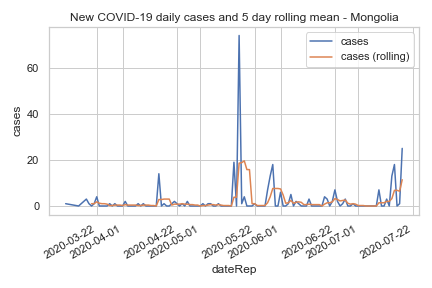 New COVID-19 daily cases and 5 day rolling mean - Mongolia
cases
cases (rolling)
60
40
20
0
cases
2020-03-22
2020-04-01
2020-04-22
2020-05-01
2020-05-22
2020-06-01
2020-06-22
2020-07-01
2020-07-22
dateRep